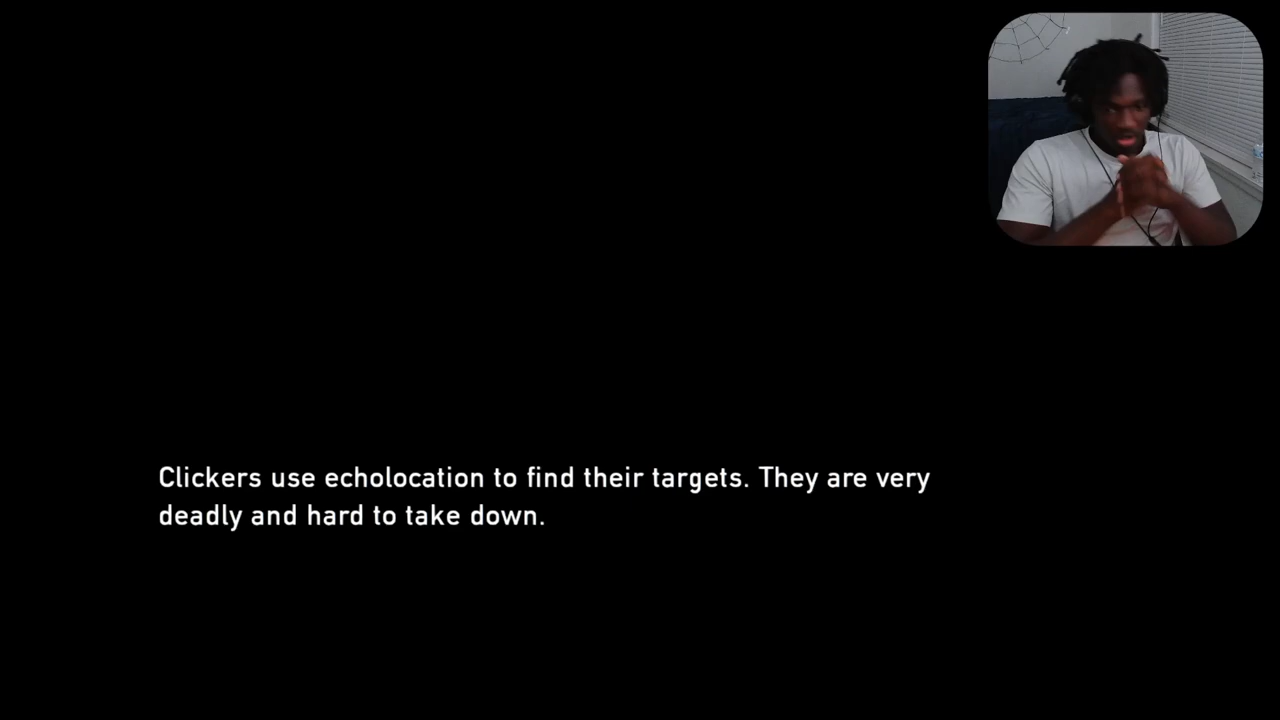 Clickers use echolocation to find their targets. They are very
deadly and hard to take down.